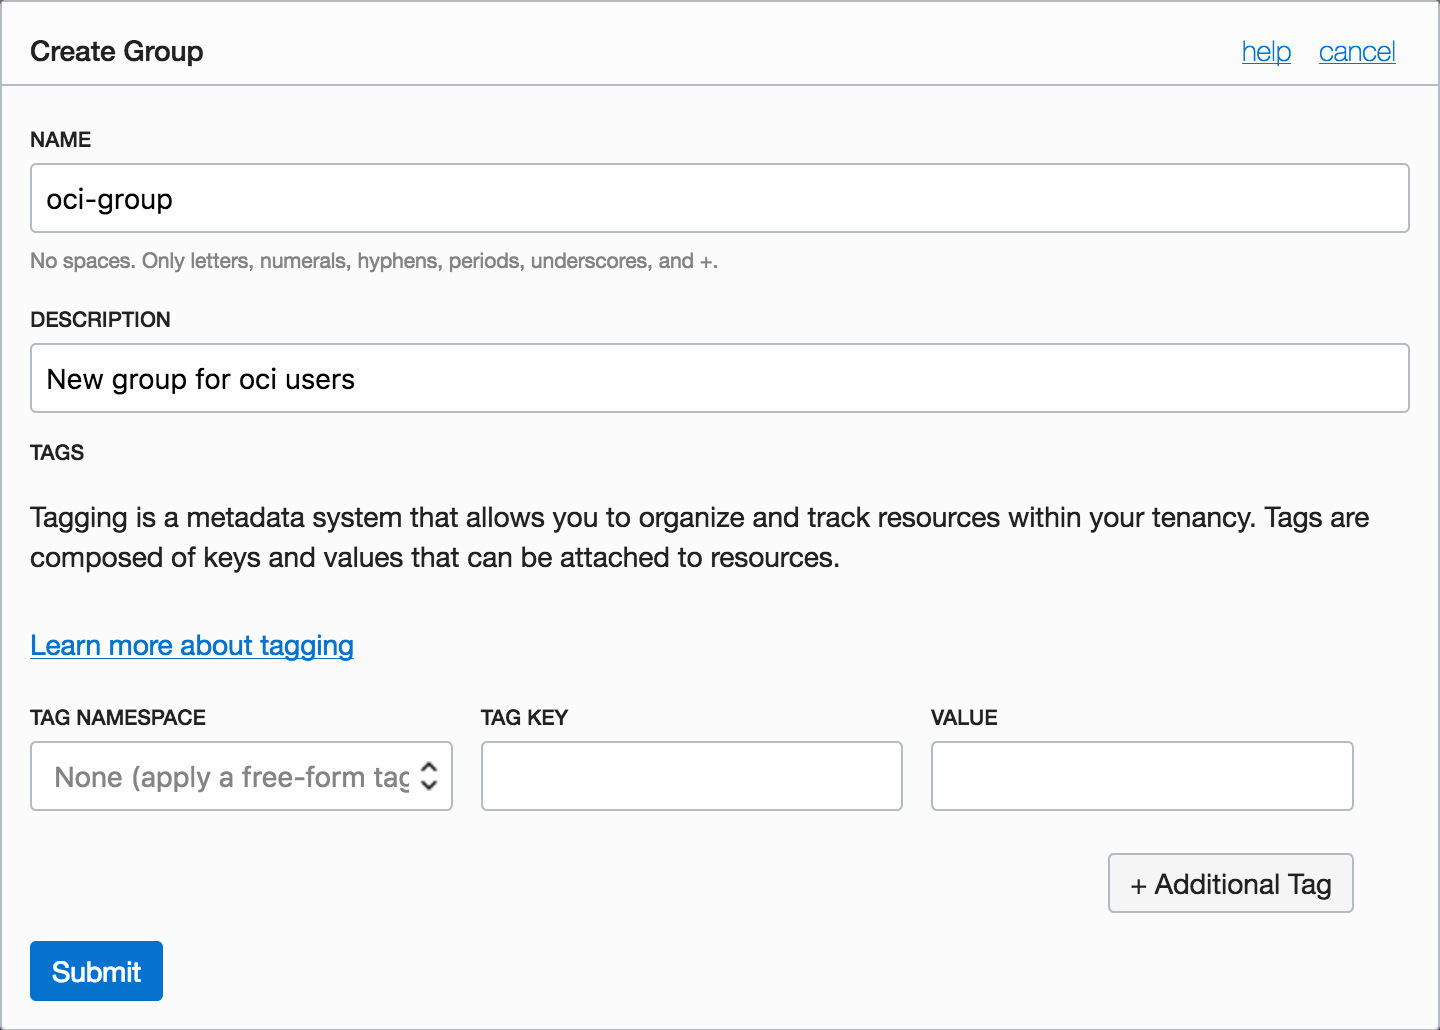 Create Group
help cancel
NAME
oci-group
No spaces. Only letters, numerals, hyphens, periods, underscores, and +.
DESCRIPTION
New group for oci users
TAGS
Tagging is a metadata system that allows you to organize and track resources within your tenancy. Tags are
composed of keys and values that can be attached to resources.
Learn more about tagging
TAG NAMESPACE TAG KEY VALUE
None (apply a free-form tag
+ Additional Tag
Submit